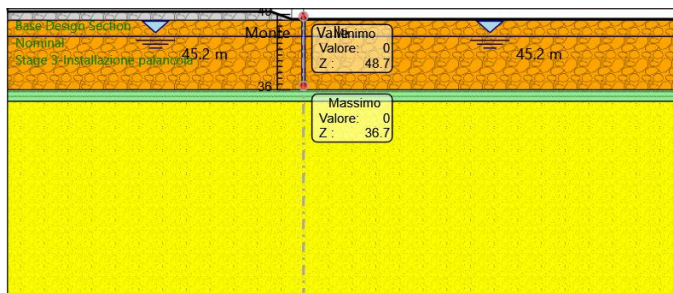 49
Base Design Section
Nominal
Stage 3-Installazione palancola
Monte
Valle
Minimo
Valore: 0
Z : 48.7
45.2 m
45.2 m
36
Massimo
Valore: 0
Z : 36.7